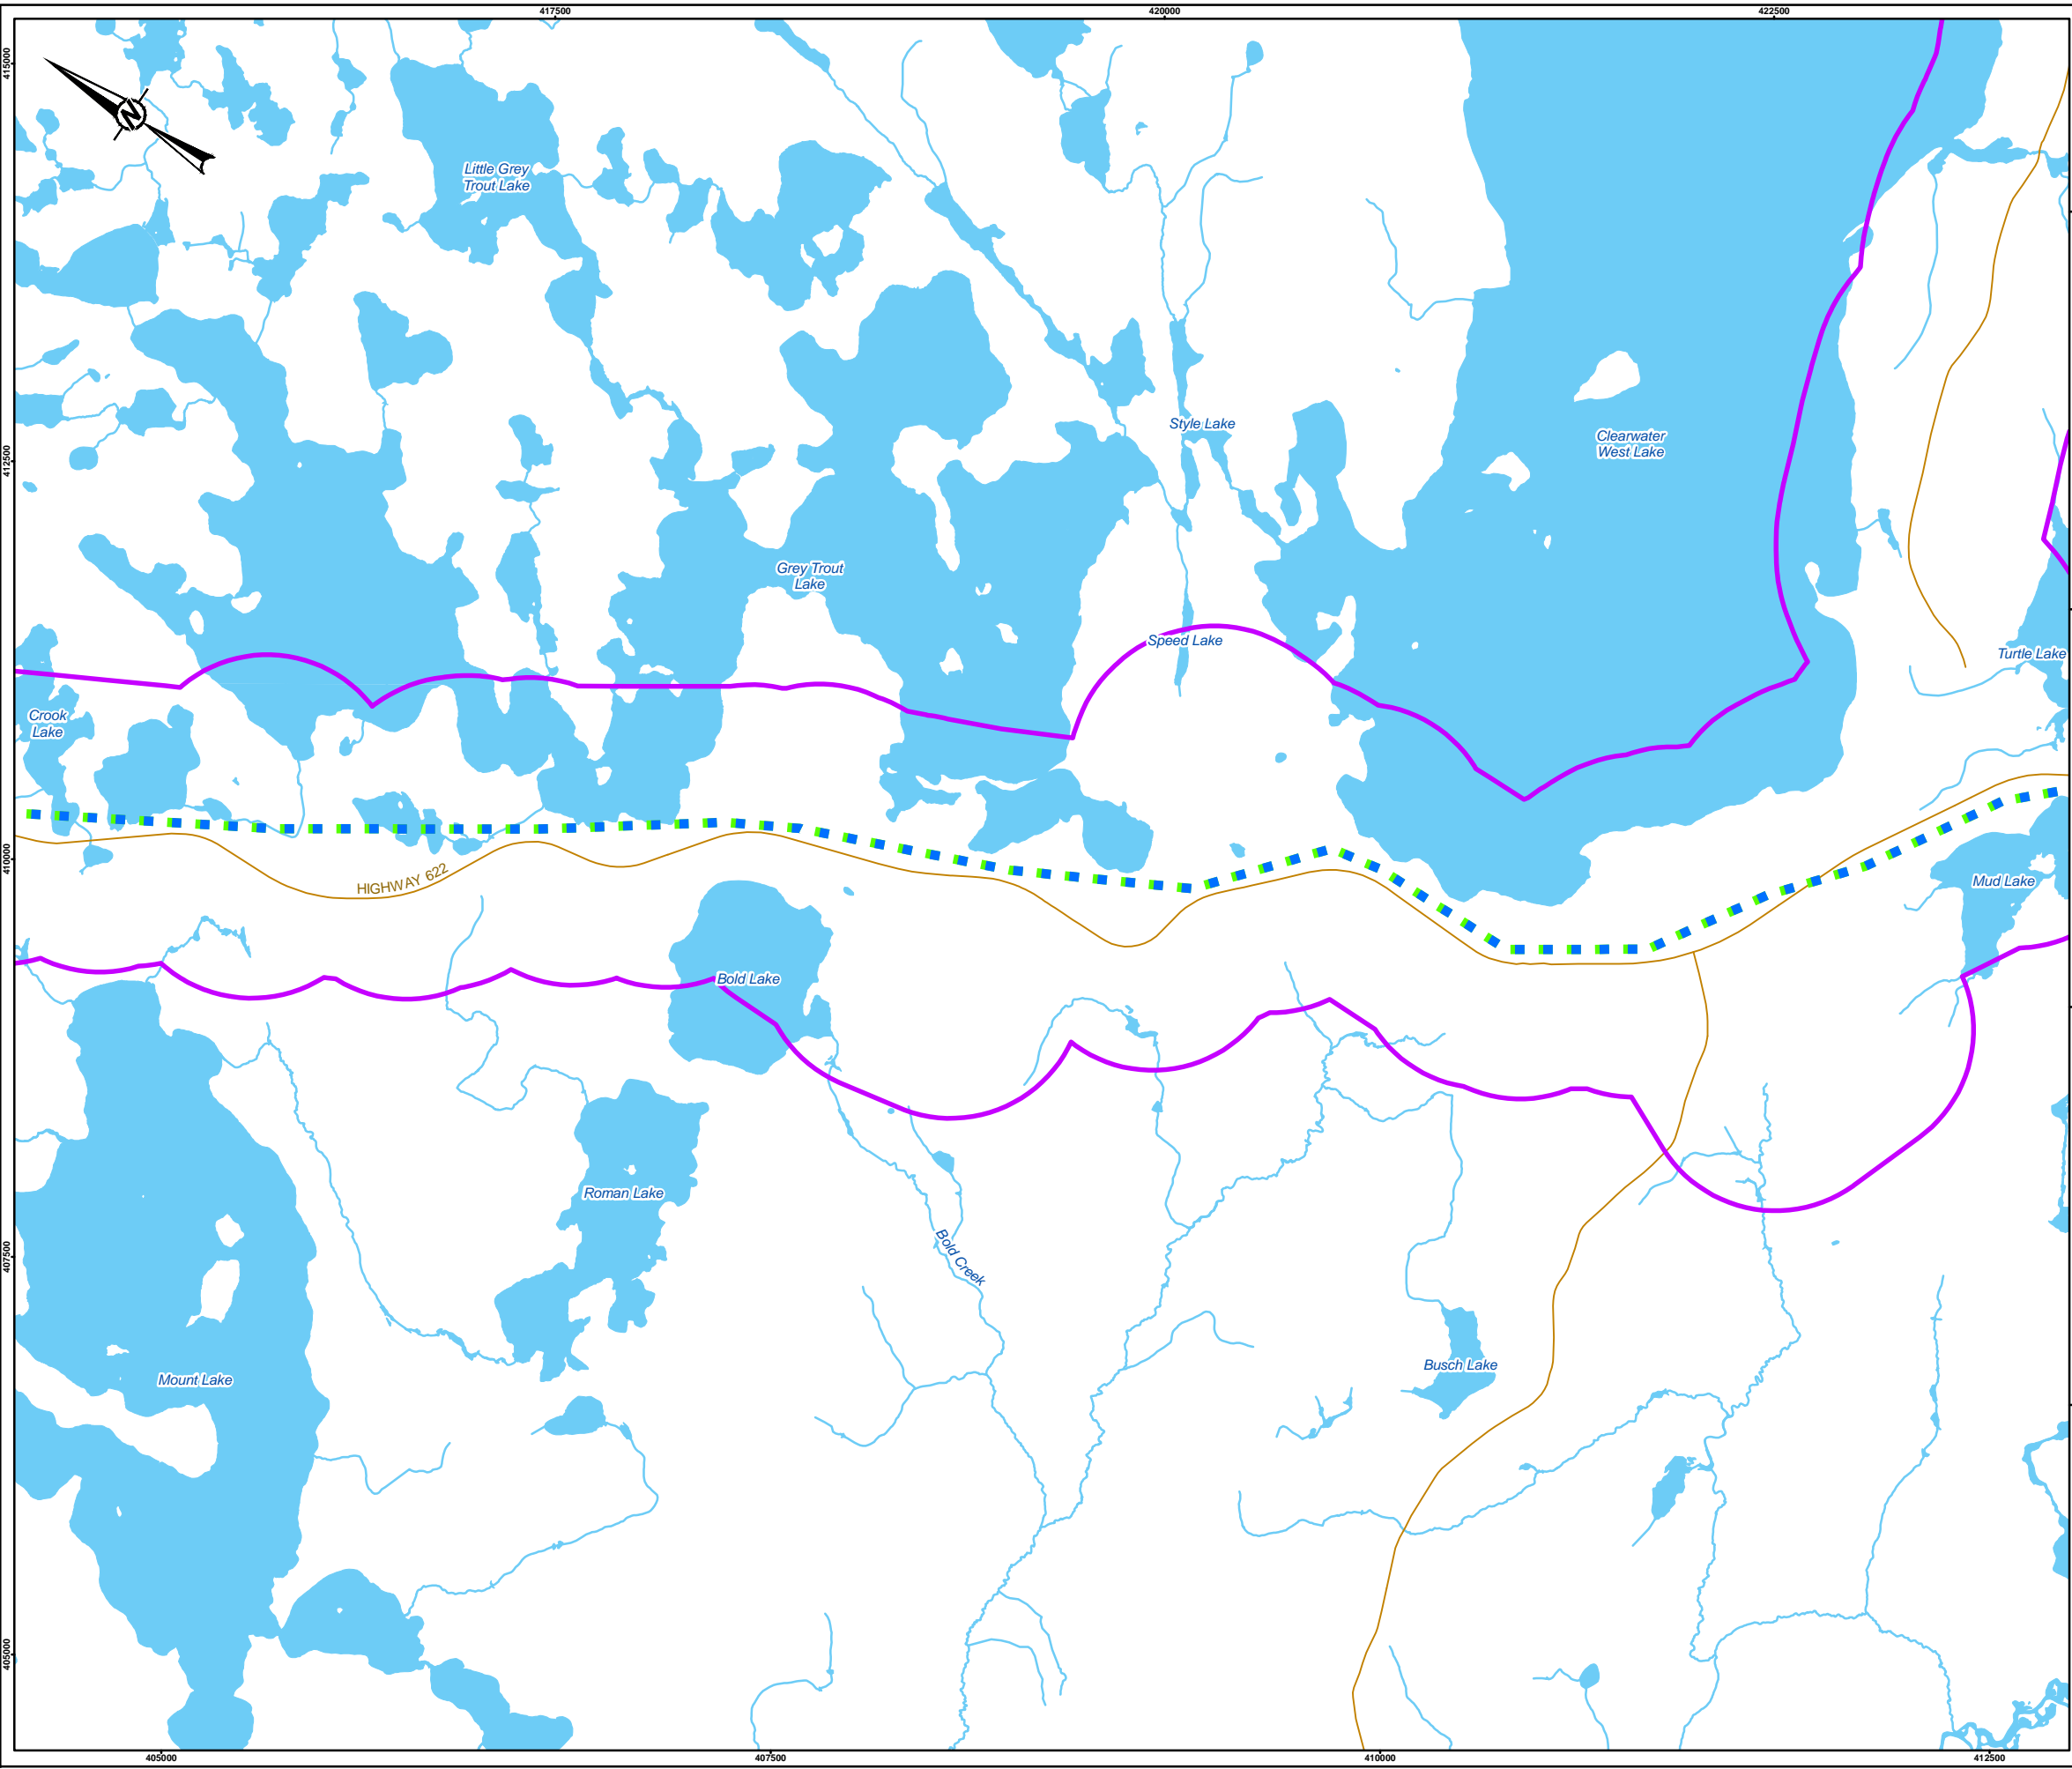 417500
420000
422500
415000
N
Little Grey
Trout Lake
Style Lake
Clearwater
West Lake
412500
Grey Trout
Lake
Speed Lake
Turtle Lake
Crook
Lake
410000
HIGHWAY 622
Mud Lake
Bold Lake
Roman Lake
Bold Creek
407500
Busch Lake
Mount Lake
405000
405000
407500
410000
412500